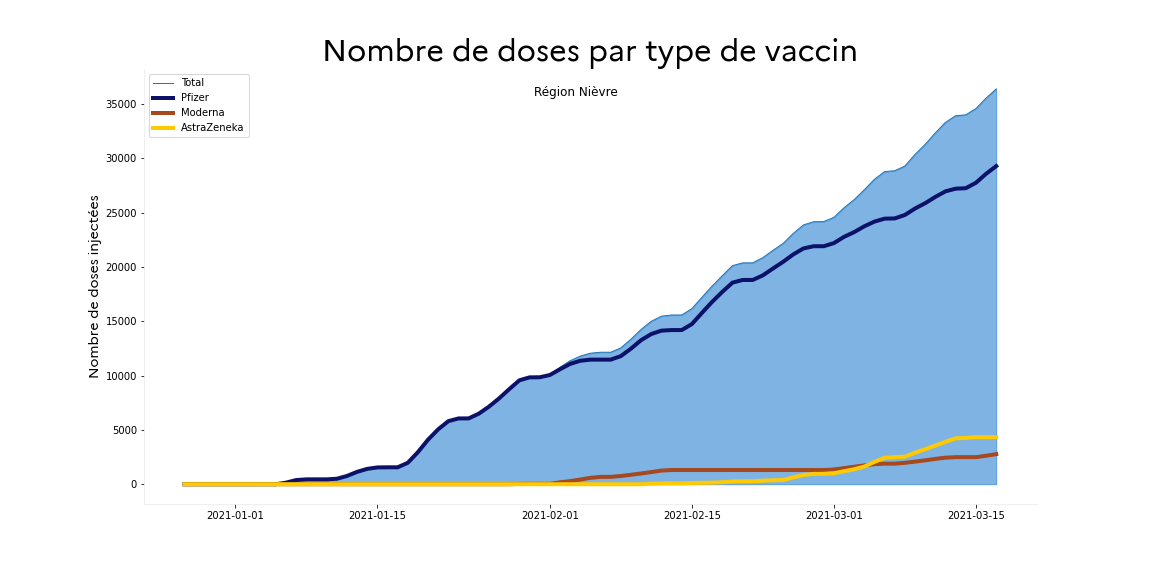 Nombre de doses par type de vaccin
Région Nièvre
Total
Pfizer
Moderna
AstraZeneka
Nombre de doses injectées
35000
30000
25000
20000
15000
10000
5000
0
2021-01-01
2021-01-15
2021-02-01
2021-02-15
2021-03-01
2021-03-15